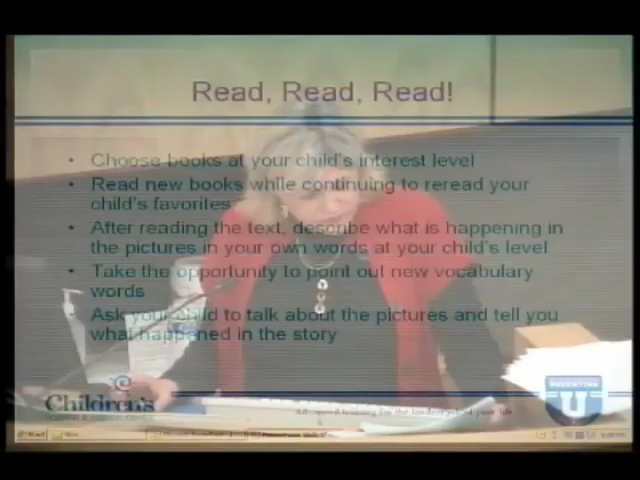 Read, Read, Read!
• Choose books at your child's interest level
• Read new books while continuing to reread your
child's favorites
• After reading the text, describe what is happening in
the pictures in your own words at your child's level
• Take the opportunity to point out new vocabulary
words
Ask your child to talk about the pictures and tell you
what happened in the story
Children's
U